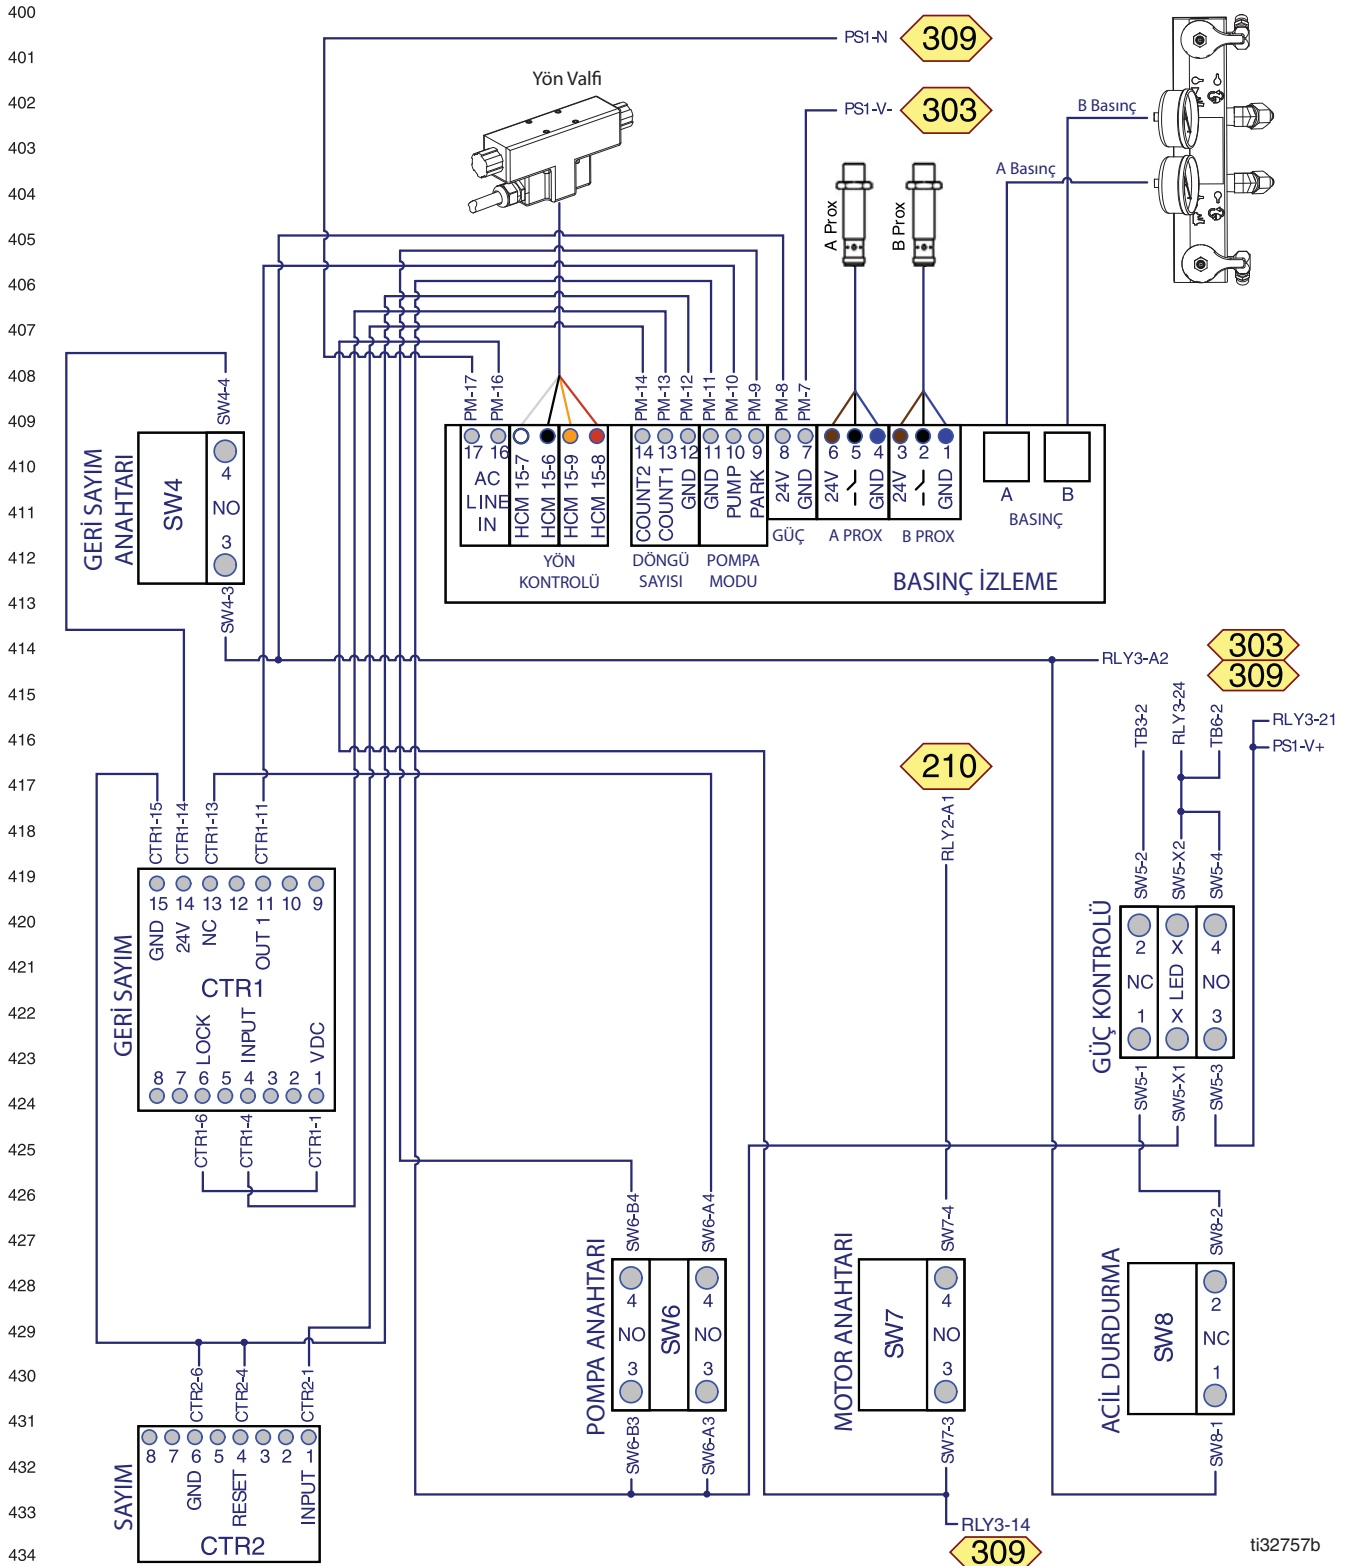 400
401
402
403
404
405
406
407
408
409
410
411
412
413
414
415
416
417
418
419
420
421
422
423
424
425
426
427
428
429
430
431
432
433
434
PS1-N
309
Yön Valfi
PS1-V-
303
B Basınç
A Basınç
A Prox
B Prox
SW4-4
PM-17
PM-16
PM-14
PM-13
PM-12
PM-11
PM-10
PM-9
PM-8
PM-7
GERİ SAYIM
ANAHTARI
SW4
4
NO
3
SW4-3
17
16
AC
LINE
IN
HCM 15-7
HCM 15-6
HCM 15-9
HCM 15-8
YÖN
KONTROLÜ
14
13
12
COUNT2
COUNT1
GND
DÖNGÜ
SAYISI
11
10
9
GND
PUMP
PARK
POMPA
MODU
8
7
24V
GND
GÜÇ
6
5
4
24V
GND
A PROX
3
2
1
24V
GND
B PROX
A
B
BASINÇ
BASINÇ İZLEME
RLY3-A2
303
309
TB3-2
RLY3-24
TB6-2
RLY3-21
PS1-V+
210
RLY2-A1
CTR1-15
CTR1-14
CTR1-13
CTR1-11
GERİ SAYIM
15
14
13
12
11
10
9
GND
24V
NC
OUT 1
CTR1
LOCK
INPUT
VDC
8
7
6
5
4
3
2
1
CTR1-6
CTR1-4
CTR1-1
SW5-2
SW5-X2
SW5-4
GÜÇ KONTROLÜ
2
NC
1
X
LED
X
4
NO
3
SW5-1
SW5-X1
SW5-3
SW6-B4
SW6-A4
POMPA ANAHTARI
4
NO
3
SW6
4
NO
3
SW6-B3
SW6-A3
SW7-4
MOTOR ANAHTARI
SW7
4
NO
3
SW7-3
SW8-2
ACİL DURDURMA
SW8
2
NC
1
SW8-1
CTR2-6
CTR2-4
CTR2-1
SAYIM
8
7
6
5
4
3
2
1
GND
RESET
INPUT
CTR2
RLY3-14
309
ti32757b